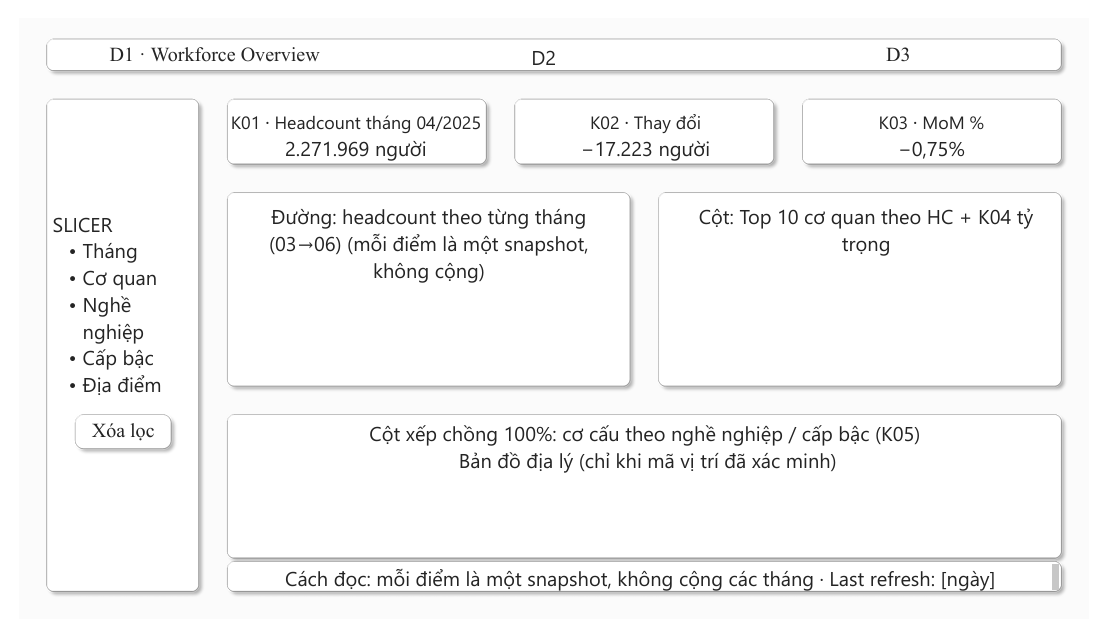 D1 · Workforce Overview
D2
D3
K01 · Headcount tháng 04/2025
2.271.969 người
K02 · Thay đổi
−17.223 người
K03 · MoM %
−0,75%
SLICER
• Tháng
• Cơ quan
• Nghề
nghiệp
• Cấp bậc
• Địa điểm
Xóa lọc
Đường: headcount theo từng tháng
(03→06) (mỗi điểm là một snapshot,
không cộng)
Cột: Top 10 cơ quan theo HC + K04 tỷ
trọng
Cột xếp chồng 100%: cơ cấu theo nghề nghiệp / cấp bậc (K05)
Bản đồ địa lý (chỉ khi mã vị trí đã xác minh)
Cách đọc: mỗi điểm là một snapshot, không cộng các tháng · Last refresh: [ngày]